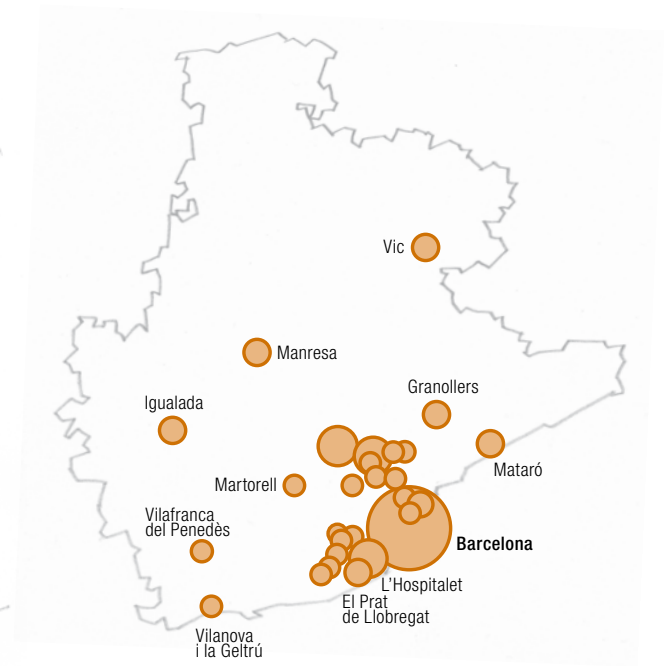 Vic
Manresa
Granollers
Igualada
Mataró
Martorell
Vilafranca
del Penedès
Barcelona
L'Hospitalet
El Prat
de Llobregat
Vilanova
i la Geltrú